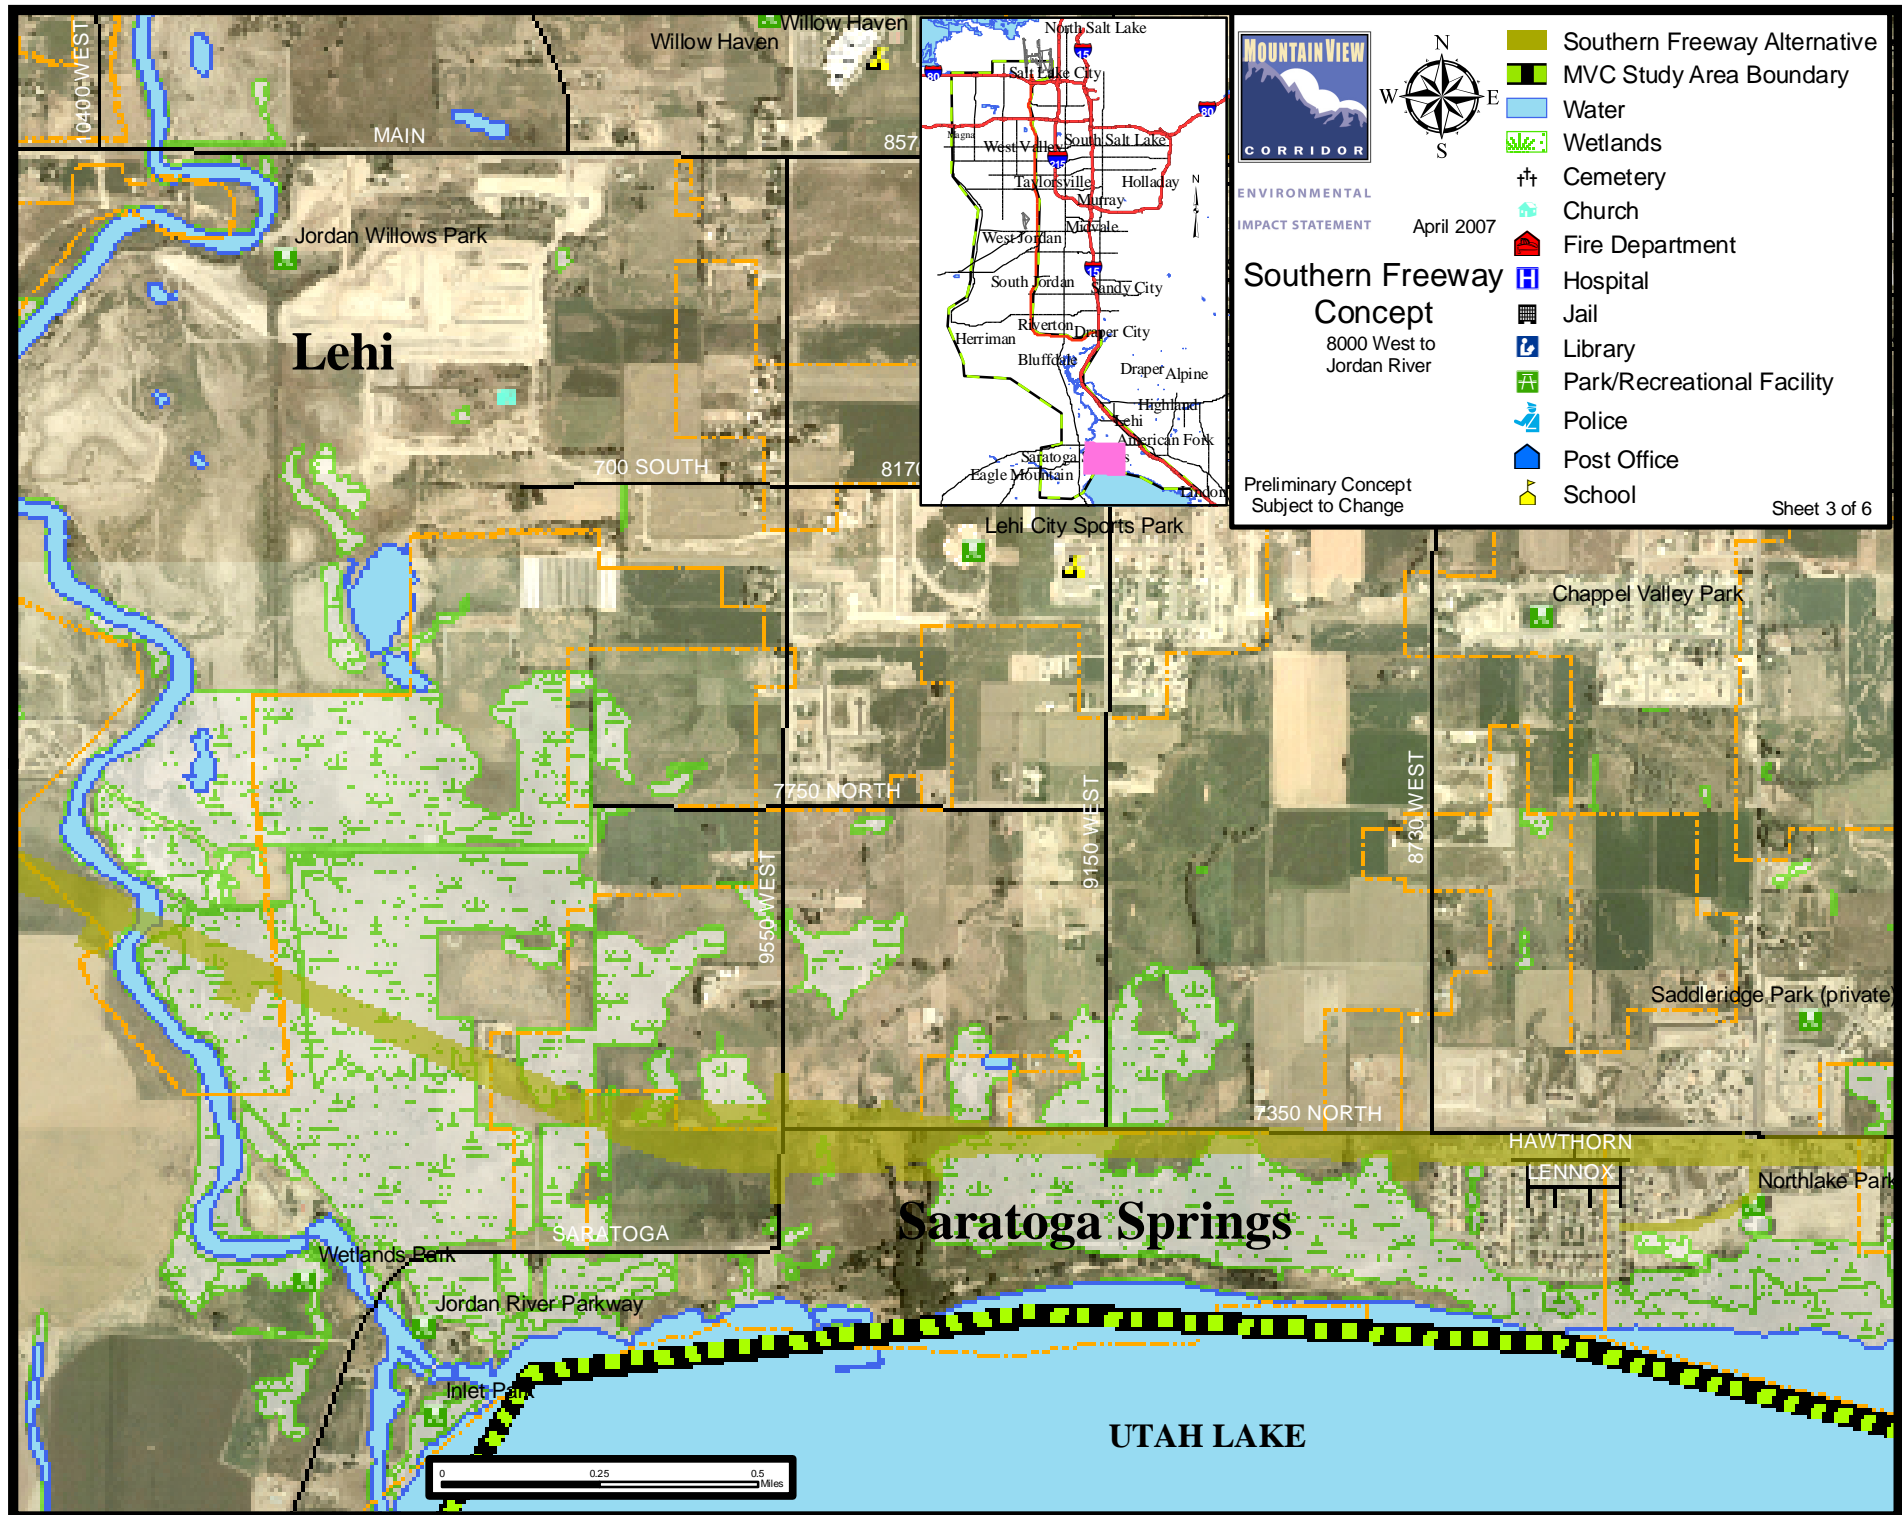 Willow Haven
Willow Haven
10400 WEST
MAIN
857
Jordan Willows Park
Lehi
700 SOUTH
8170
Lehi City Sports Park
Chappel Valley Park
7750 NORTH
9550 WEST
9150 WEST
8730 WEST
Saddleridge Park (private)
7350 NORTH
HAWTHORN
LENNOX
Northlake Park
Saratoga Springs
SARATOGA
Wetlands Park
Jordan River Parkway
Inlet Park
UTAH LAKE
0 0.25 0.5
Miles
North Salt Lake
15
80
Salt Lake City
80
Magna
West Valley
South Salt Lake
215
Taylorsville
Holladay
N
Murray
Midvale
West Jordan
15
South Jordan
Sandy City
Riverton
Draper City
Herriman
Bluffdale
Draper
Alpine
Highland
Lehi
American Fork
Saratoga s
Eagle Mountain
Lindon
MOUNTAIN VIEW
CORRIDOR
ENVIRONMENTAL
IMPACT STATEMENT
N
W E
S
April 2007
Southern Freeway
Concept
8000 West to
Jordan River
Preliminary Concept
Subject to Change
Southern Freeway Alternative
MVC Study Area Boundary
Water
Wetlands
Cemetery
Church
Fire Department
H Hospital
Jail
Library
Park/Recreational Facility
Police
Post Office
School
Sheet 3 of 6